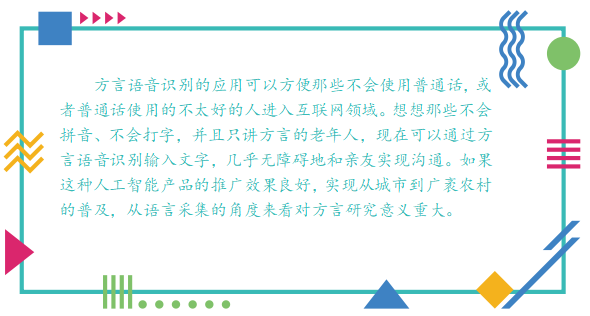 方言语音识别的应用可以方便那些不会使用普通话，或
者普通话使用的不太好的人进入互联网领域。想想那些不会
拼音、不会打字，并且只讲方言的老年人，现在可以通过方
言语音识别输入文字，几乎无障碍地和亲友实现沟通。如果
这种人工智能产品的推广效果良好，实现从城市到广袤农村
的普及，从语言采集的角度来看对方言研究意义重大。